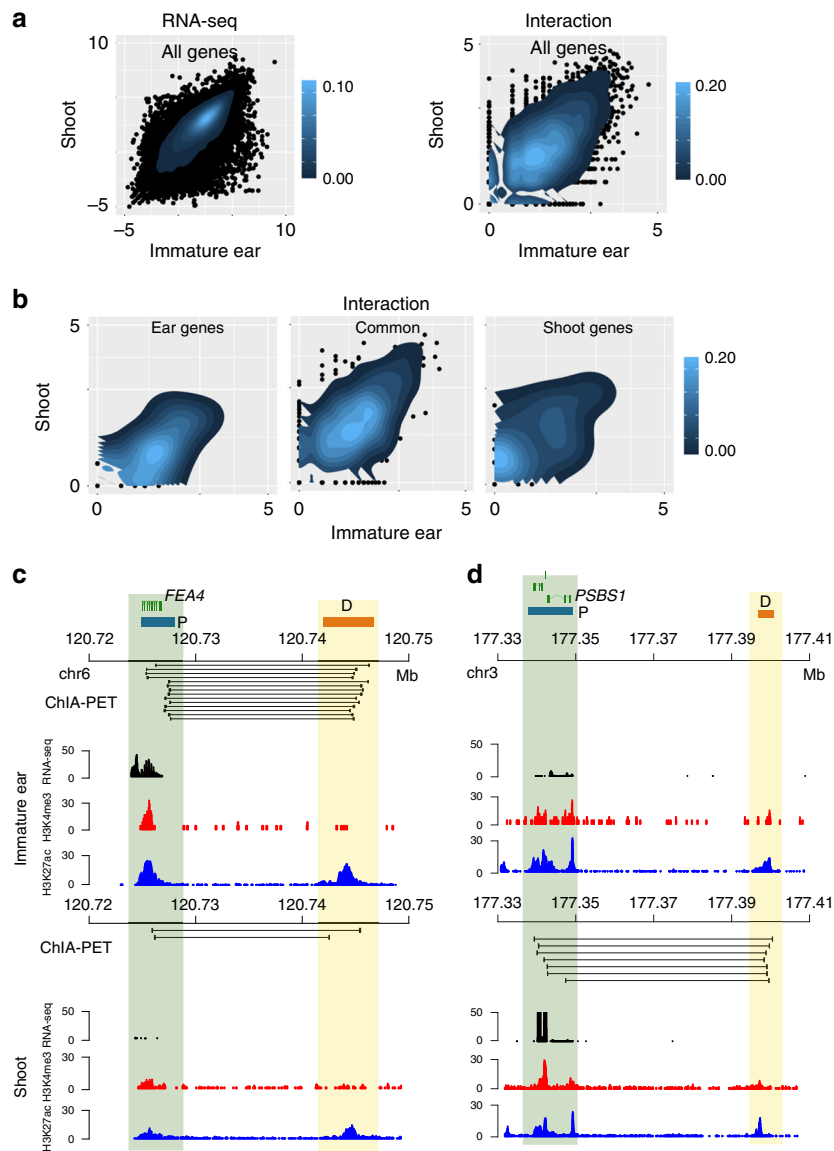 a
RNA-seq
Interaction
10
All genes
0.10
Shoot
0.00
−5
−5
10
Immature ear
5
All genes
0.20
Shoot
0.00
0
0
5
Immature ear
b
Interaction
5
Ear genes
Common
Shoot genes
0.20
Shoot
0.00
0
0
5
0
5
0
5
Immature ear
c
FEA4
P
D
120.72
120.73
120.74
120.75
chr6
Mb
ChIA-PET
Immature ear
50
0
RNA-seq
30
0
H3K4me3
30
0
H3K27ac
120.72
120.73
120.74
120.75
ChIA-PET
Shoot
50
0
RNA-seq
30
0
H3K4me3
30
0
H3K27ac
d
PSBS1
P
D
177.33
177.35
177.37
177.39
177.41
chr3
Mb
50
0
30
0
30
0
177.33
177.35
177.37
177.39
177.41
50
0
30
0
30
0